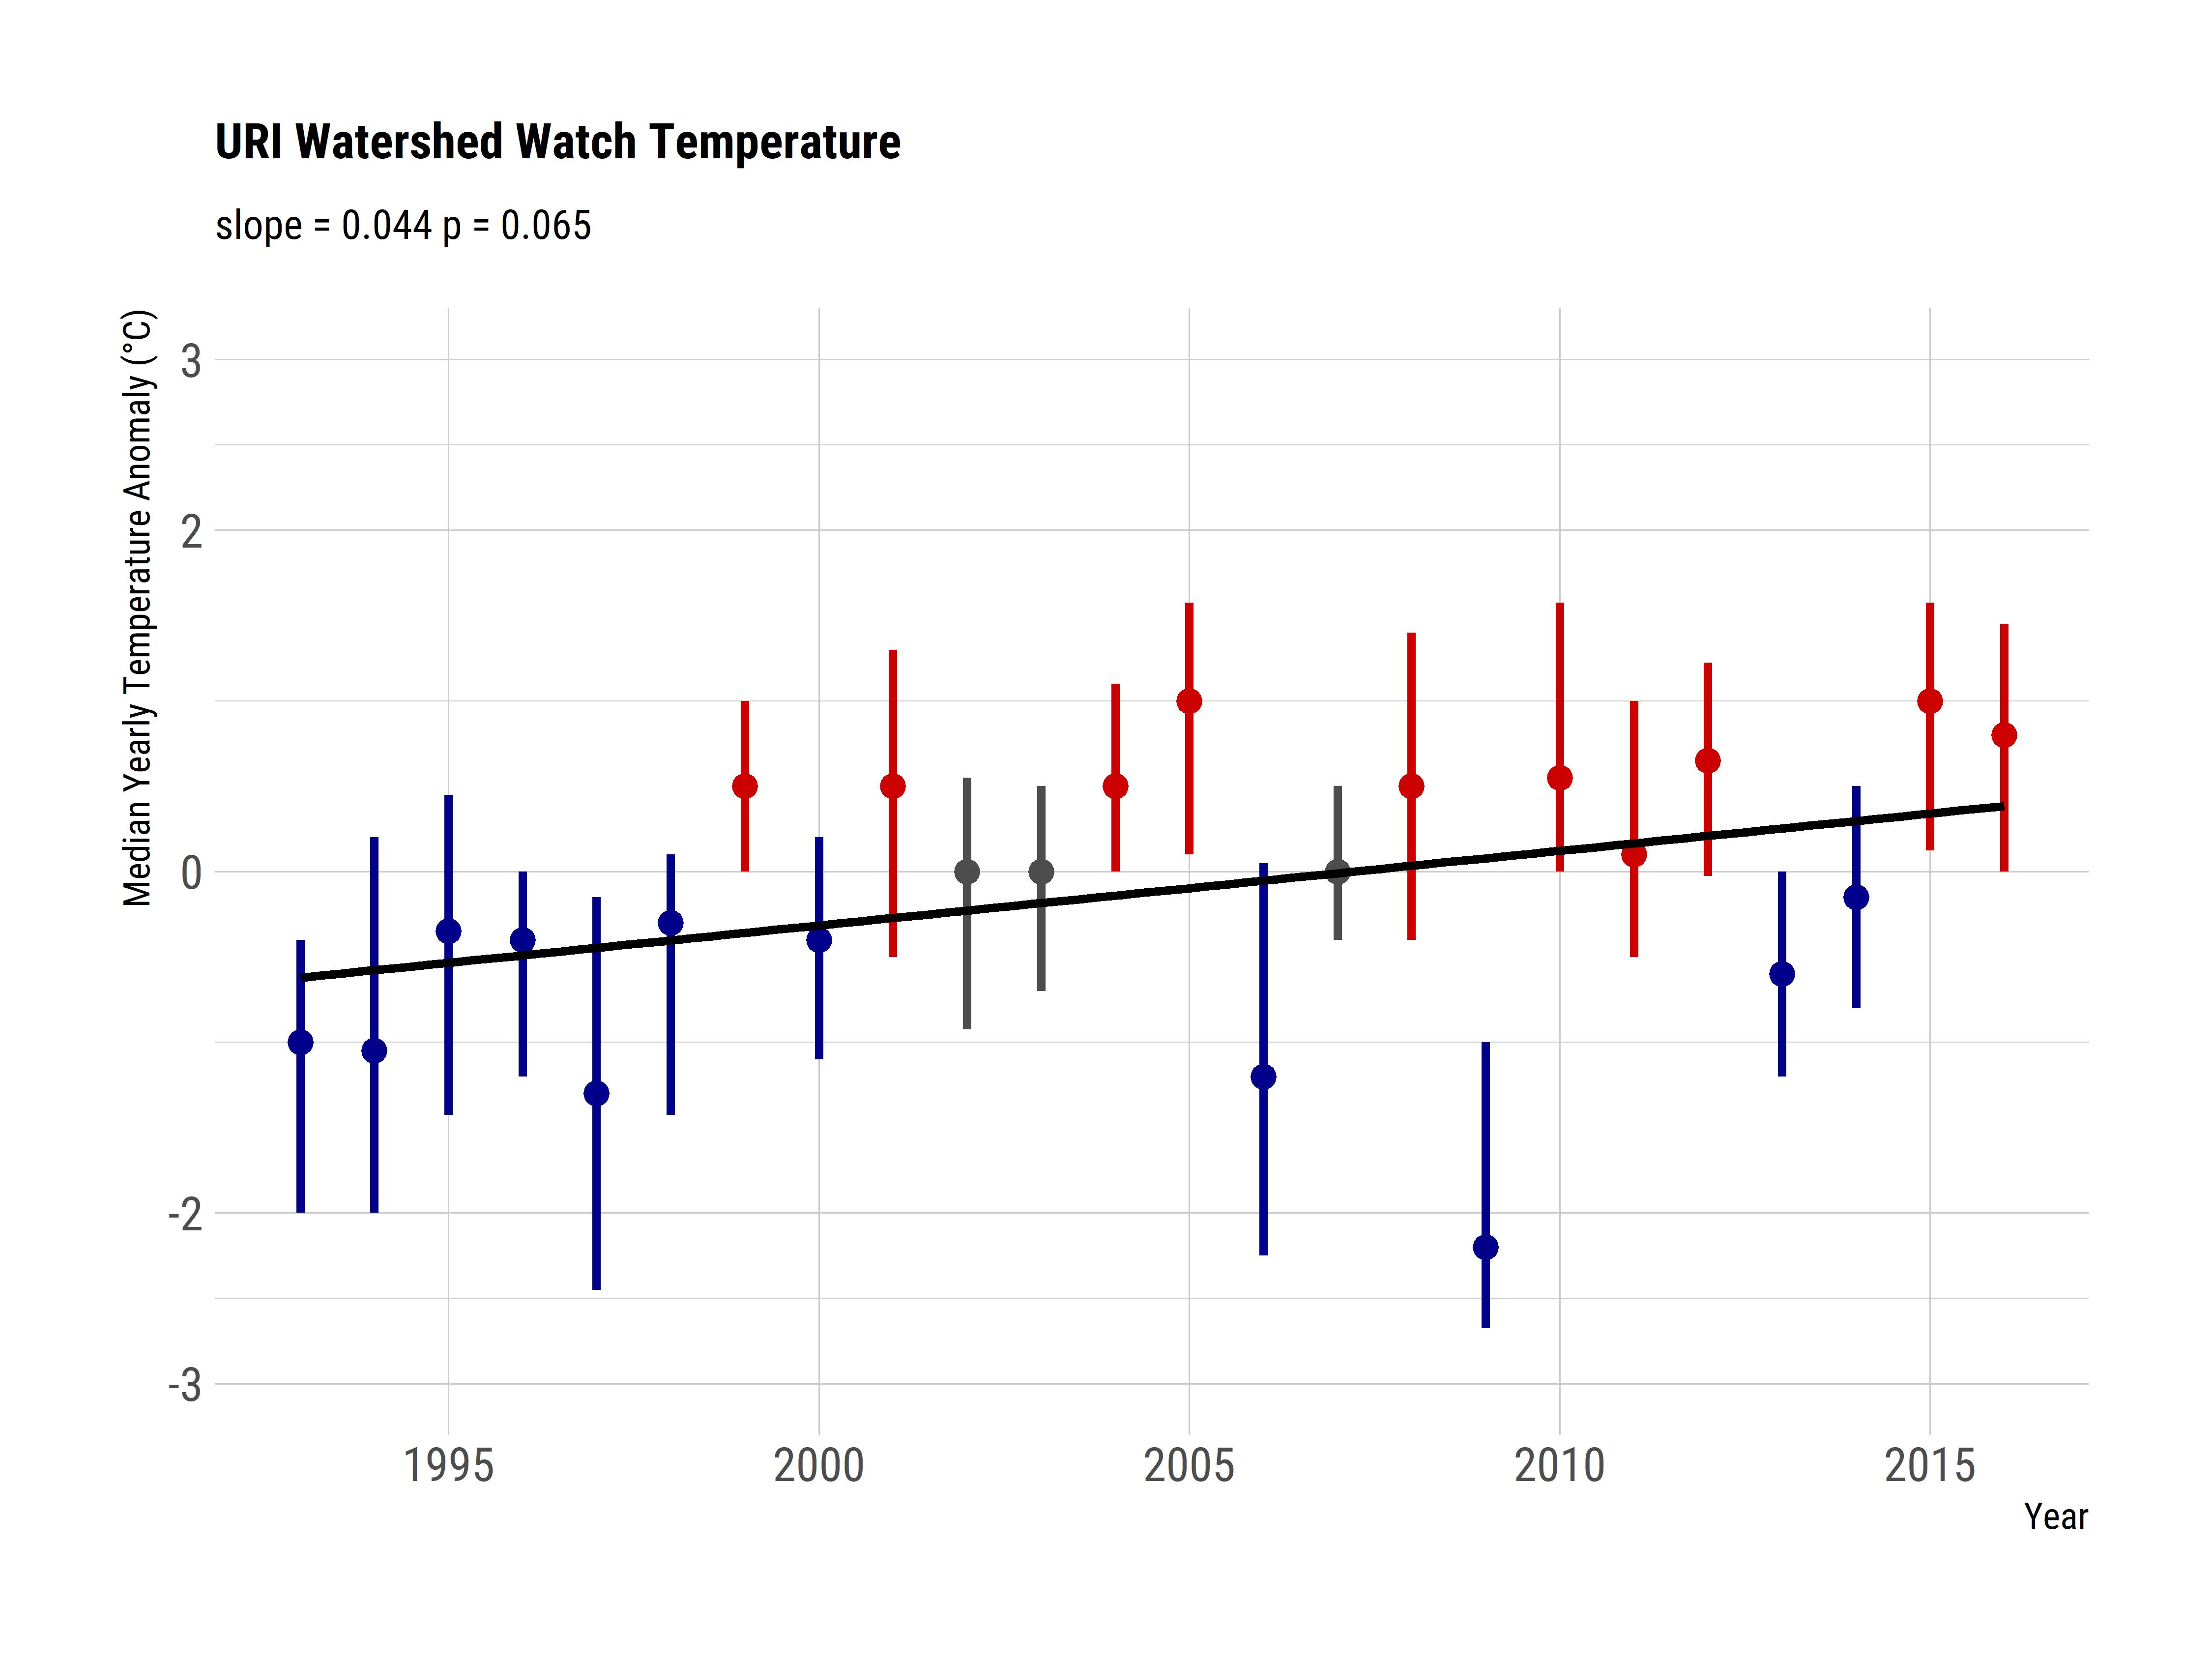 URI Watershed Watch Temperature
slope = 0.044 p = 0.065
Median Yearly Temperature Anomaly (°C)
3
2
0
-2
-3
1995 2000 2005 2010 2015
Year